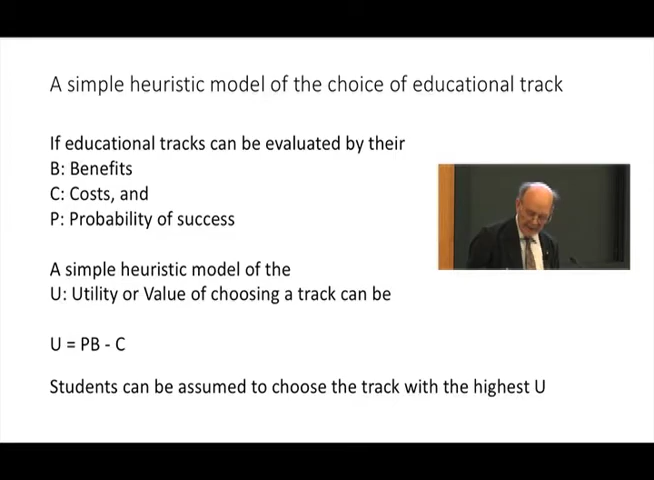 A simple heuristic model of the choice of educational track
If educational tracks can be evaluated by their
B: Benefits
C: Costs, and
P: Probability of success
A simple heuristic model of the
U: Utility or Value of choosing a track can be
U = PB - C
Students can be assumed to choose the track with the highest U